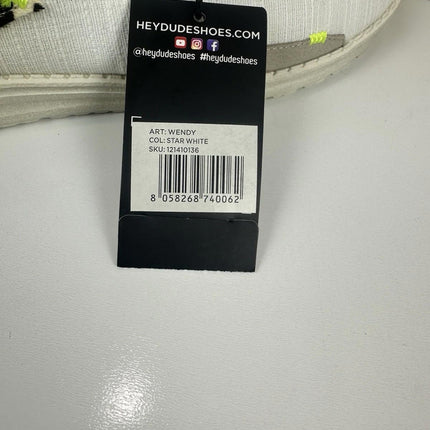 HEYDUDESHOES.COM
@heydudeshoes #heydudeshoes
ART: WENDY
COL: STAR WHITE
SKU: 121410136
8 058268 740062